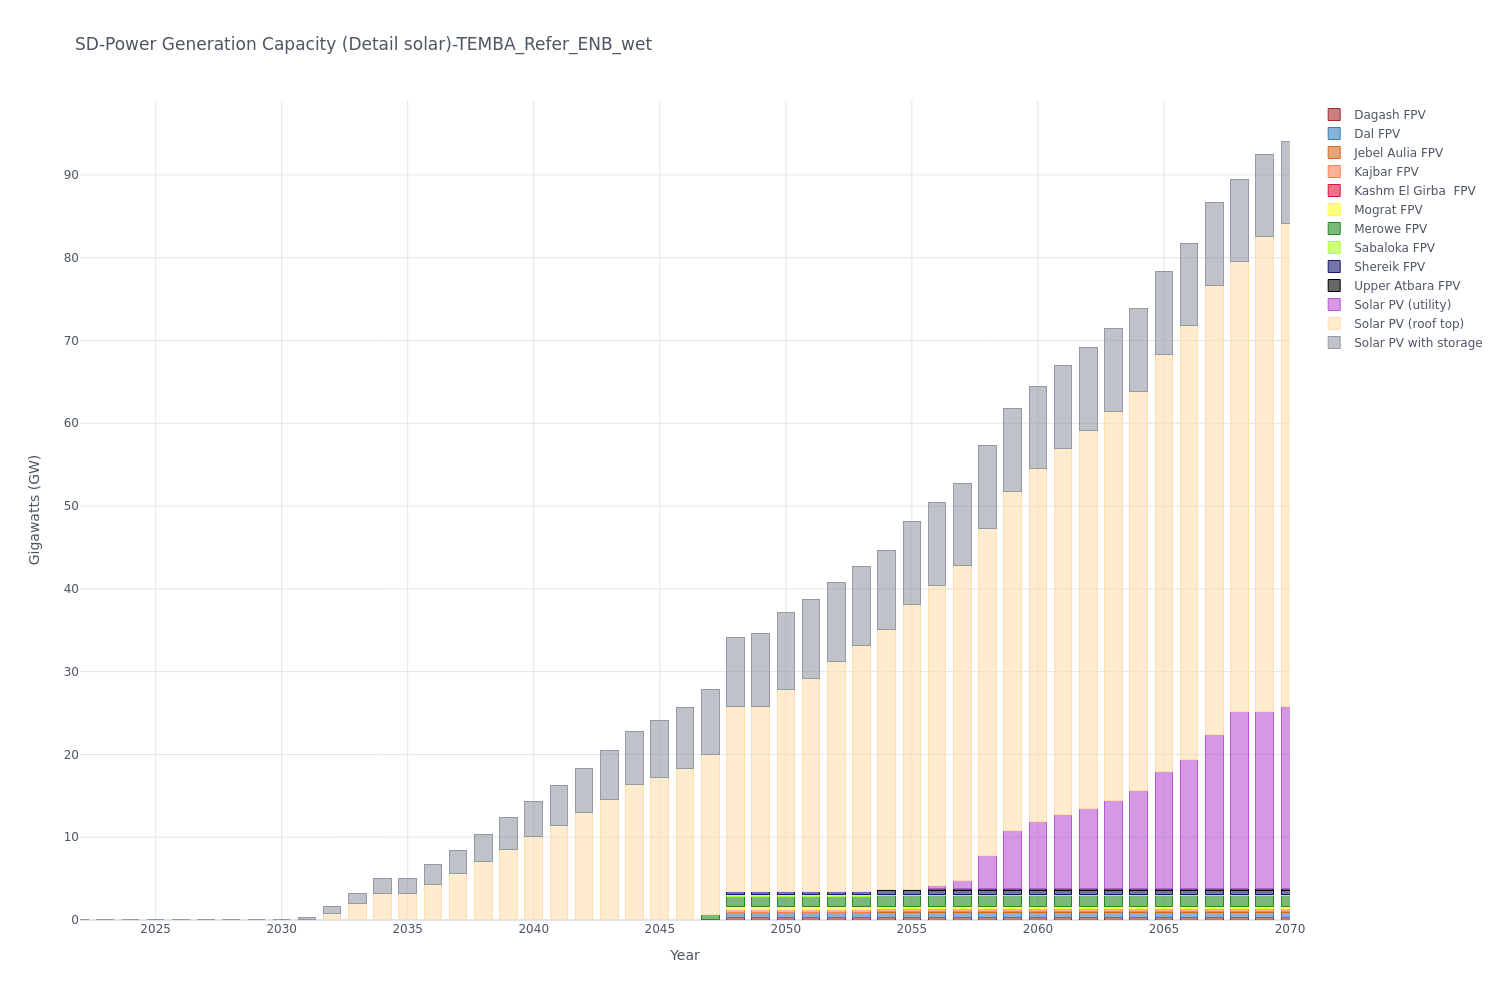 SD-Power Generation Capacity (Detail solar)-TEMBA_Refer_ENB_wet
Gigawatts (GW)
90
80
70
60
50
40
30
20
10
0
2025
2030
2035
2040
2045
2050
2055
2060
2065
2070
Year
Dagash FPV
Dal FPV
Jebel Aulia FPV
Kajbar FPV
Kashm El Girba  FPV
Mograt FPV
Merowe FPV
Sabaloka FPV
Shereik FPV
Upper Atbara FPV
Solar PV (utility)
Solar PV (roof top)
Solar PV with storage